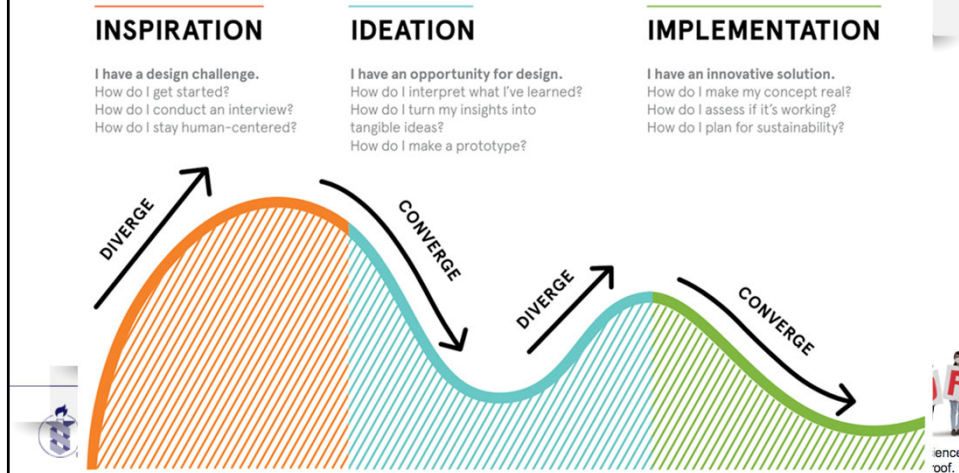 INSPIRATION
I have a design challenge.
How do I get started?
How do I conduct an interview?
How do I stay human-centered?
IDEATION
I have an opportunity for design.
How do I interpret what I've learned?
How do I turn my insights into
tangible ideas?
How do I make a prototype?
IMPLEMENTATION
I have an innovative solution.
How do I make my concept real?
How do I assess if it's working?
How do I plan for sustainability?
DIVERGE
CONVERGE
DIVERGE
CONVERGE
F
ience
roof.